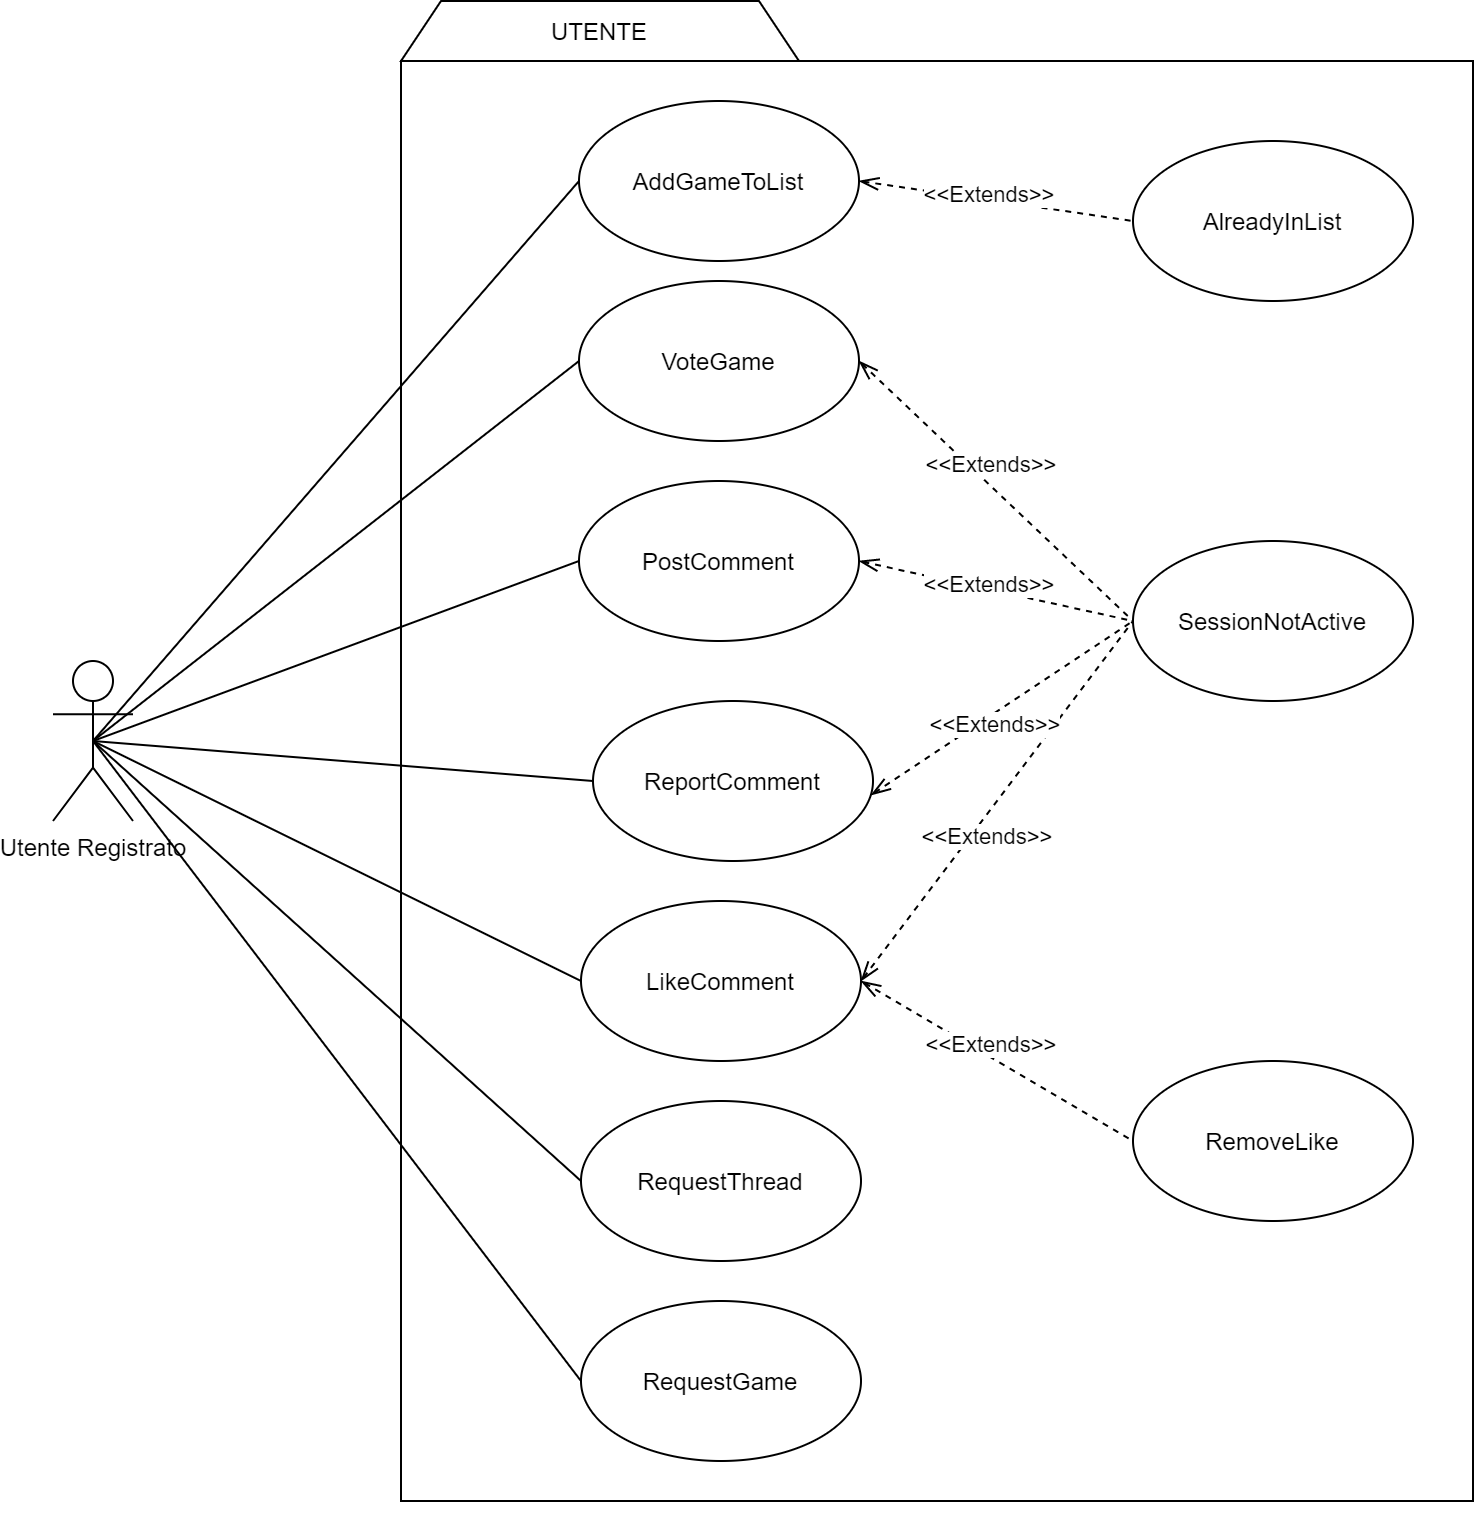 UTENTE
AddGameToList
<<Extends>>
AlreadyInList
VoteGame
<<Extends>>
PostComment
<<Extends>>
SessionNotActive
<<Extends>>
ReportComment
Utente Registrato
<<Extends>>
LikeComment
<<Extends>>
RemoveLike
RequestThread
RequestGame